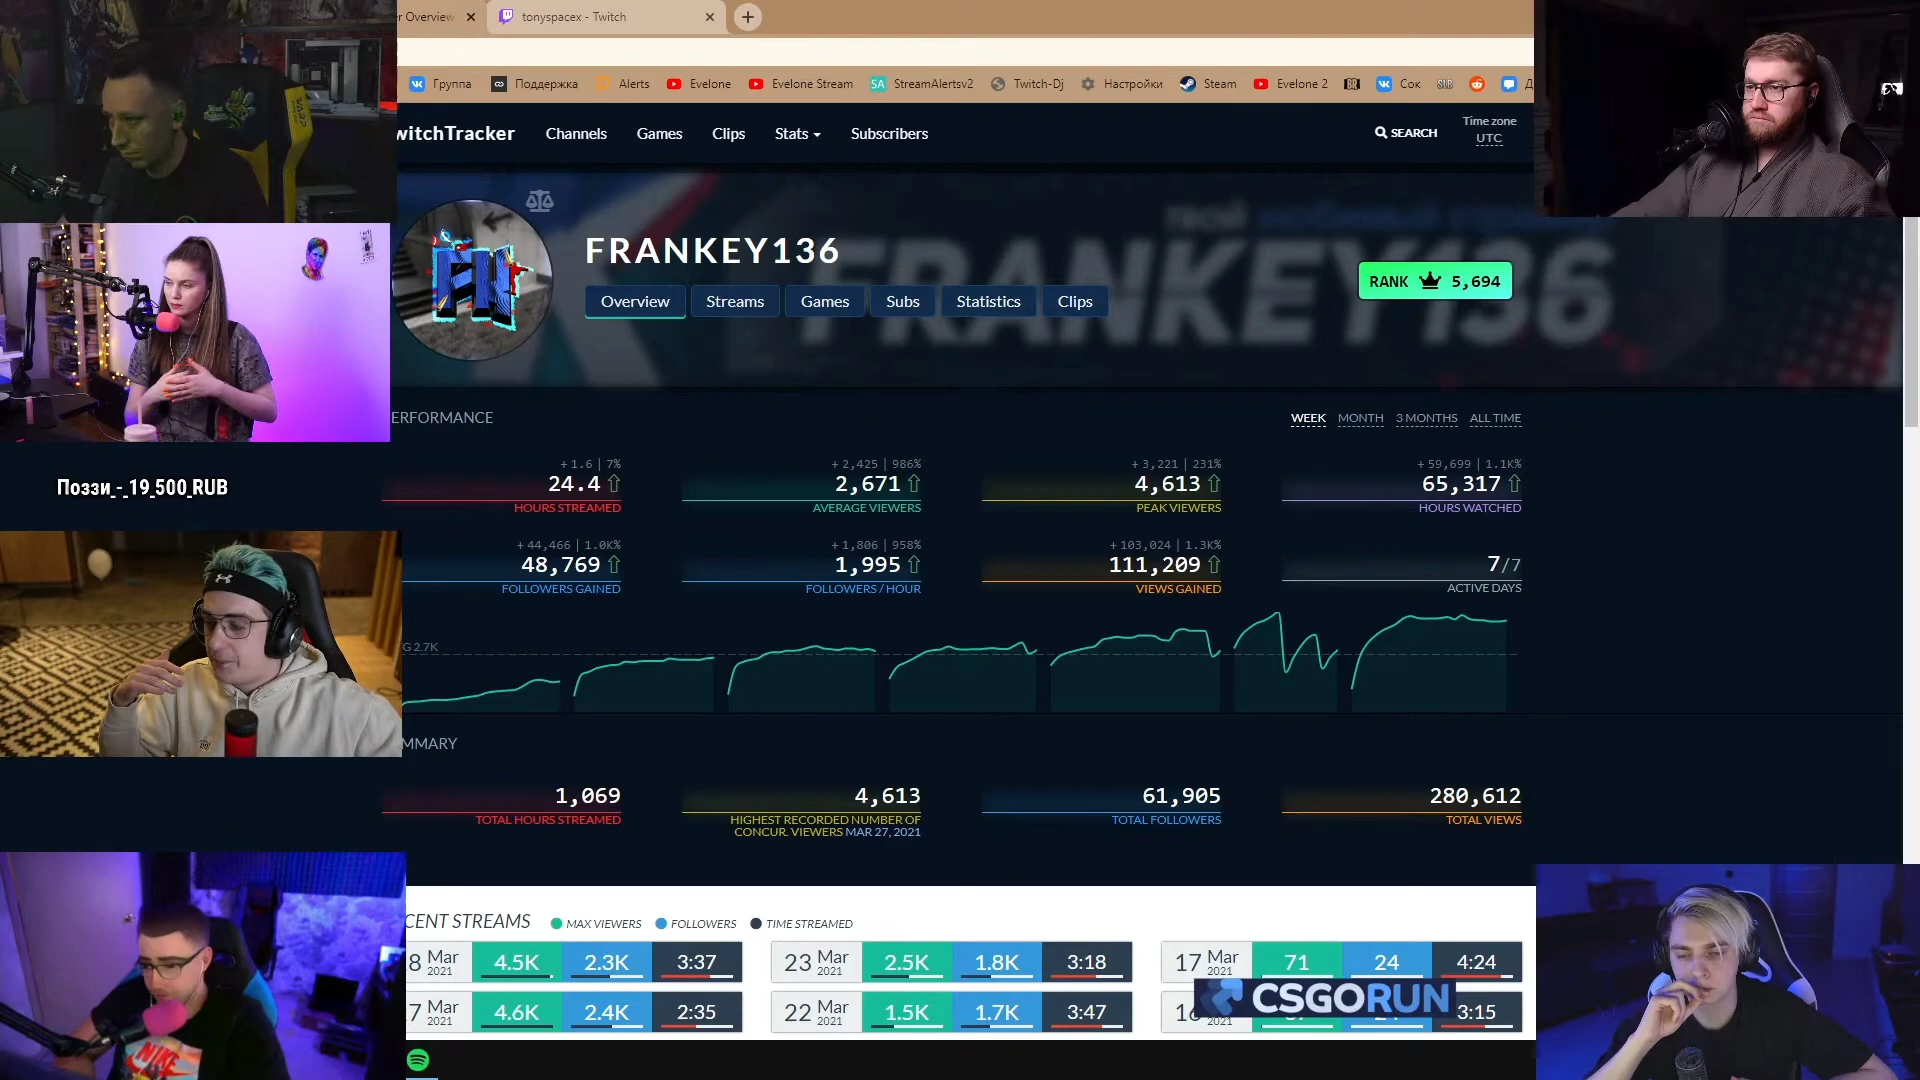 r Overview
tonyspacex - Twitch
Группа
Поддержка
Alerts
Evelone
Evelone Stream
SA StreamAlertsv2
Twitch-Dj
Настройки
Steam
Evelone 2
BR
Сок
SLB
Д
witchTracker
Channels
Games
Clips
Stats
Subscribers
SEARCH
Time zone
UTC
FRANKEY136
FRANKEY136
RANK 5,694
Overview
Streams
Games
Subs
Statistics
Clips
ERFORMANCE
WEEK MONTH 3 MONTHS ALL TIME
+1.6 | 7%
24.4
HOURS STREAMED
+2,425 | 986%
2,671
AVERAGE VIEWERS
+3,221 | 231%
4,613
PEAK VIEWERS
+59,699 | 1.1K%
65,317
HOURS WATCHED
Поззи_-_19_500_RUB
+44,466 | 1.0K%
48,769
FOLLOWERS GAINED
+1,806 | 958%
1,995
FOLLOWERS / HOUR
+103,024 | 1.3K%
111,209
VIEWS GAINED
7/7
ACTIVE DAYS
G 2.7K
MMARY
1,069
TOTAL HOURS STREAMED
4,613
HIGHEST RECORDED NUMBER OF
CONCUR. VIEWERS MAR 27, 2021
61,905
TOTAL FOLLOWERS
280,612
TOTAL VIEWS
CENT STREAMS
MAX VIEWERS
FOLLOWERS
TIME STREAMED
8 Mar 2021 4.5K 2.3K 3:37
23 Mar 2021 2.5K 1.8K 3:18
17 Mar 2021 71 24 4:24
7 Mar 2021 4.6K 2.4K 2:35
22 Mar 2021 1.5K 1.7K 3:47
2021 3:15
CSGORUN
NIKE